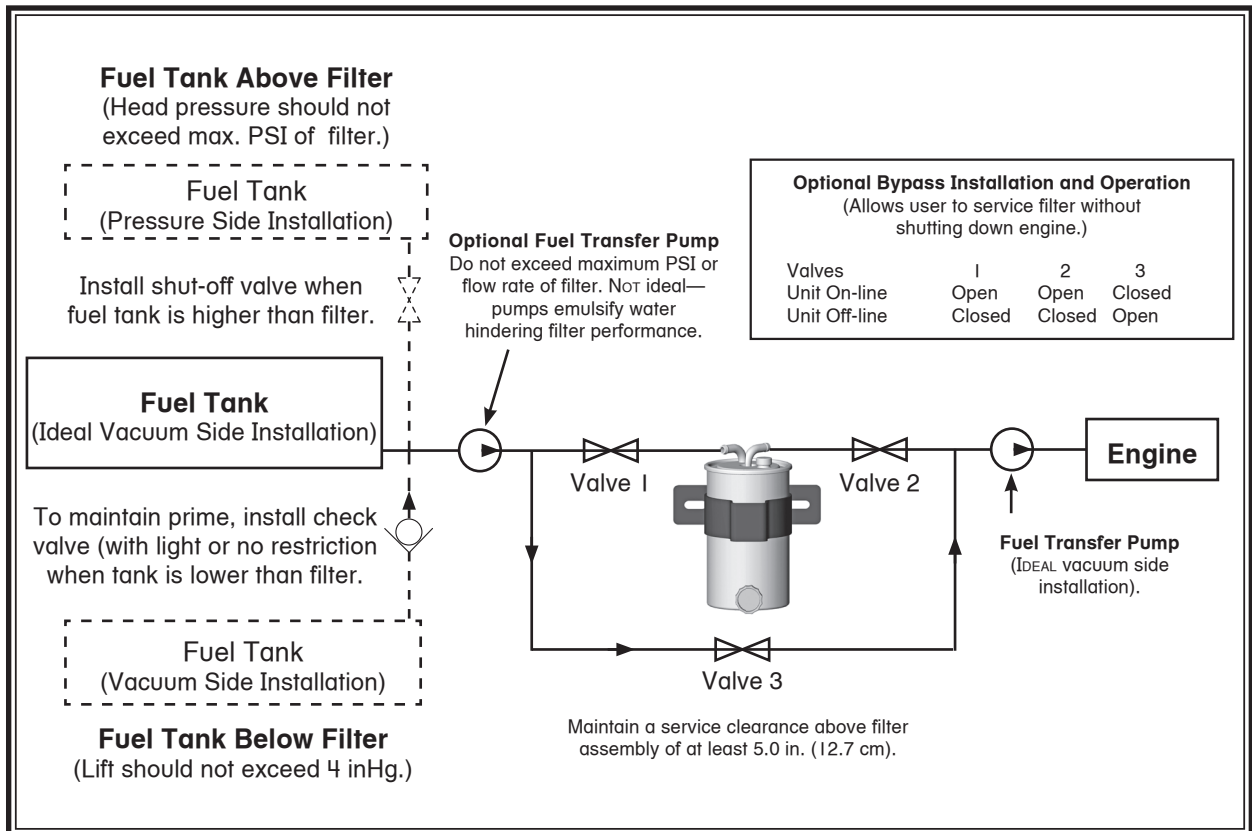 Fuel Tank Above Filter
(Head pressure should not
exceed max. PSI of filter.)
Fuel Tank
(Pressure Side Installation)
Install shut-off valve when
fuel tank is higher than filter.
Optional Fuel Transfer Pump
Do not exceed maximum PSI or
flow rate of filter. NOT ideal—
pumps emulsify water
hindering filter performance.
Optional Bypass Installation and Operation
(Allows user to service filter without
shutting down engine.)
Valves 1 2 3
Unit On-line Open Open Closed
Unit Off-line Closed Closed Open
Fuel Tank
(Ideal Vacuum Side Installation)
Valve 1
Valve 2
Engine
To maintain prime, install check
valve (with light or no restriction
when tank is lower than filter.
Fuel Transfer Pump
(IDEAL vacuum side
installation).
Fuel Tank
(Vacuum Side Installation)
Valve 3
Fuel Tank Below Filter
(Lift should not exceed 4 inHg.)
Maintain a service clearance above filter
assembly of at least 5.0 in. (12.7 cm).